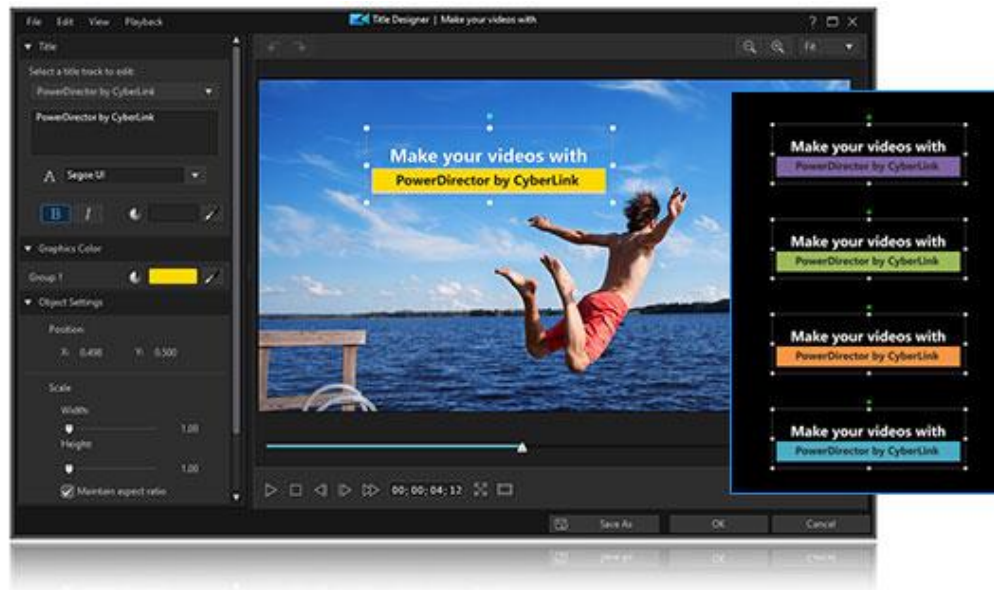 File Edit View Playback
Title Designer | Make your videos with
? 
Title
Fit
Select a title track to edit:
PowerDirector by CyberLink
PowerDirector by CyberLink
A Segoe UI
B I
Graphics Color
Group 1
Object Settings
Position
X: 0.498 Y: 0.500
Scale
Width:
1.00
Height:
1.00
Maintain aspect ratio
Make your videos with
PowerDirector by CyberLink
00;00;04;12
Save As OK Cancel
Make your videos with
PowerDirector by CyberLink
Make your videos with
PowerDirector by CyberLink
Make your videos with
PowerDirector by CyberLink
Make your videos with
PowerDirector by CyberLink